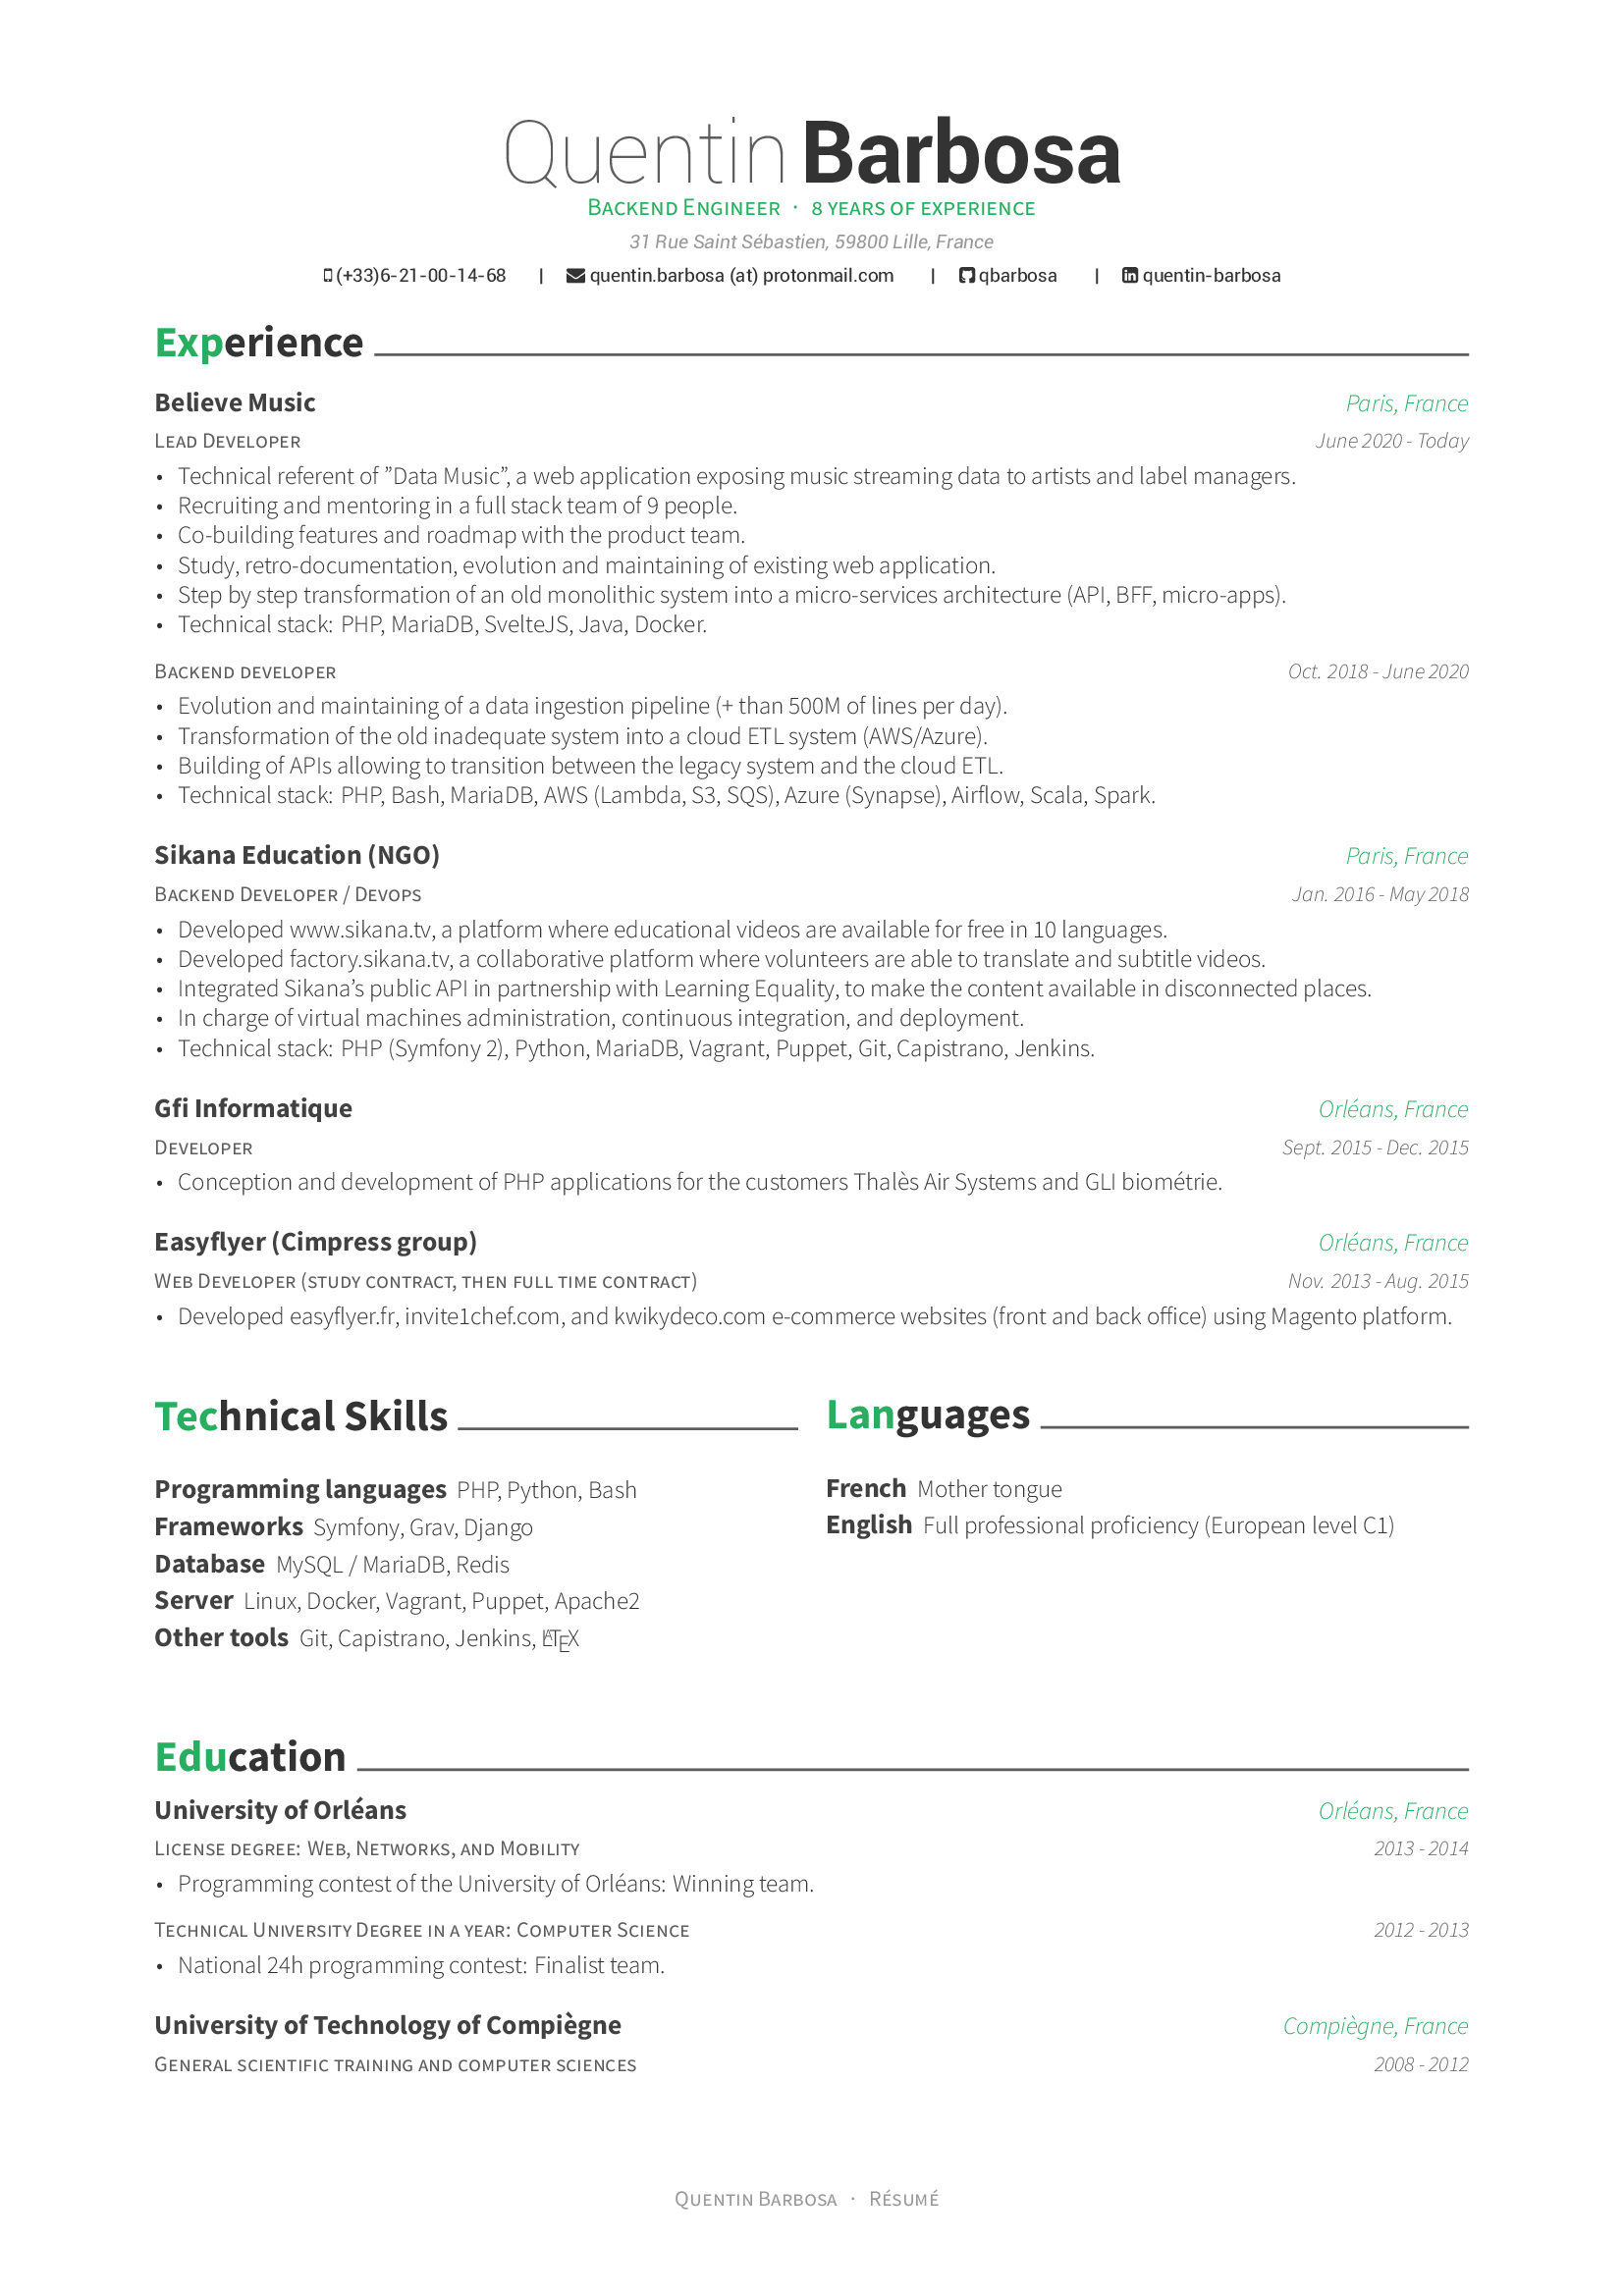 Quentin Barbosa
Backend Engineer · 8 years of experience
31 Rue Saint Sébastien, 59800 Lille, France
(+33)6-21-00-14-68 | quentin.barbosa (at) protonmail.com | qbarbosa | quentin-barbosa
Experience
Believe Music Paris, France
Lead Developer June 2020 - Today
• Technical referent of ”Data Music”, a web application exposing music streaming data to artists and label managers.
• Recruiting and mentoring in a full stack team of 9 people.
• Co-building features and roadmap with the product team.
• Study, retro-documentation, evolution and maintaining of existing web application.
• Step by step transformation of an old monolithic system into a micro-services architecture (API, BFF, micro-apps).
• Technical stack: PHP, MariaDB, SvelteJS, Java, Docker.
Backend developer Oct. 2018 - June 2020
• Evolution and maintaining of a data ingestion pipeline (+ than 500M of lines per day).
• Transformation of the old inadequate system into a cloud ETL system (AWS/Azure).
• Building of APIs allowing to transition between the legacy system and the cloud ETL.
• Technical stack: PHP, Bash, MariaDB, AWS (Lambda, S3, SQS), Azure (Synapse), Airflow, Scala, Spark.
Sikana Education (NGO) Paris, France
Backend Developer / Devops Jan. 2016 - May 2018
• Developed www.sikana.tv, a platform where educational videos are available for free in 10 languages.
• Developed factory.sikana.tv, a collaborative platform where volunteers are able to translate and subtitle videos.
• Integrated Sikana’s public API in partnership with Learning Equality, to make the content available in disconnected places.
• In charge of virtual machines administration, continuous integration, and deployment.
• Technical stack: PHP (Symfony 2), Python, MariaDB, Vagrant, Puppet, Git, Capistrano, Jenkins.
Gfi Informatique Orléans, France
Developer Sept. 2015 - Dec. 2015
• Conception and development of PHP applications for the customers Thalès Air Systems and GLI biométrie.
Easyflyer (Cimpress group) Orléans, France
Web Developer (study contract, then full time contract) Nov. 2013 - Aug. 2015
• Developed easyflyer.fr, invite1chef.com, and kwikydeco.com e-commerce websites (front and back office) using Magento platform.
Technical Skills
Programming languages PHP, Python, Bash
Frameworks Symfony, Grav, Django
Database MySQL / MariaDB, Redis
Server Linux, Docker, Vagrant, Puppet, Apache2
Other tools Git, Capistrano, Jenkins, LATEX
Languages
French Mother tongue
English Full professional proficiency (European level C1)
Education
University of Orléans Orléans, France
License degree: Web, Networks, and Mobility 2013 - 2014
• Programming contest of the University of Orléans: Winning team.
Technical University Degree in a year: Computer Science 2012 - 2013
• National 24h programming contest: Finalist team.
University of Technology of Compiègne Compiègne, France
General scientific training and computer sciences 2008 - 2012
Quentin Barbosa · Résumé